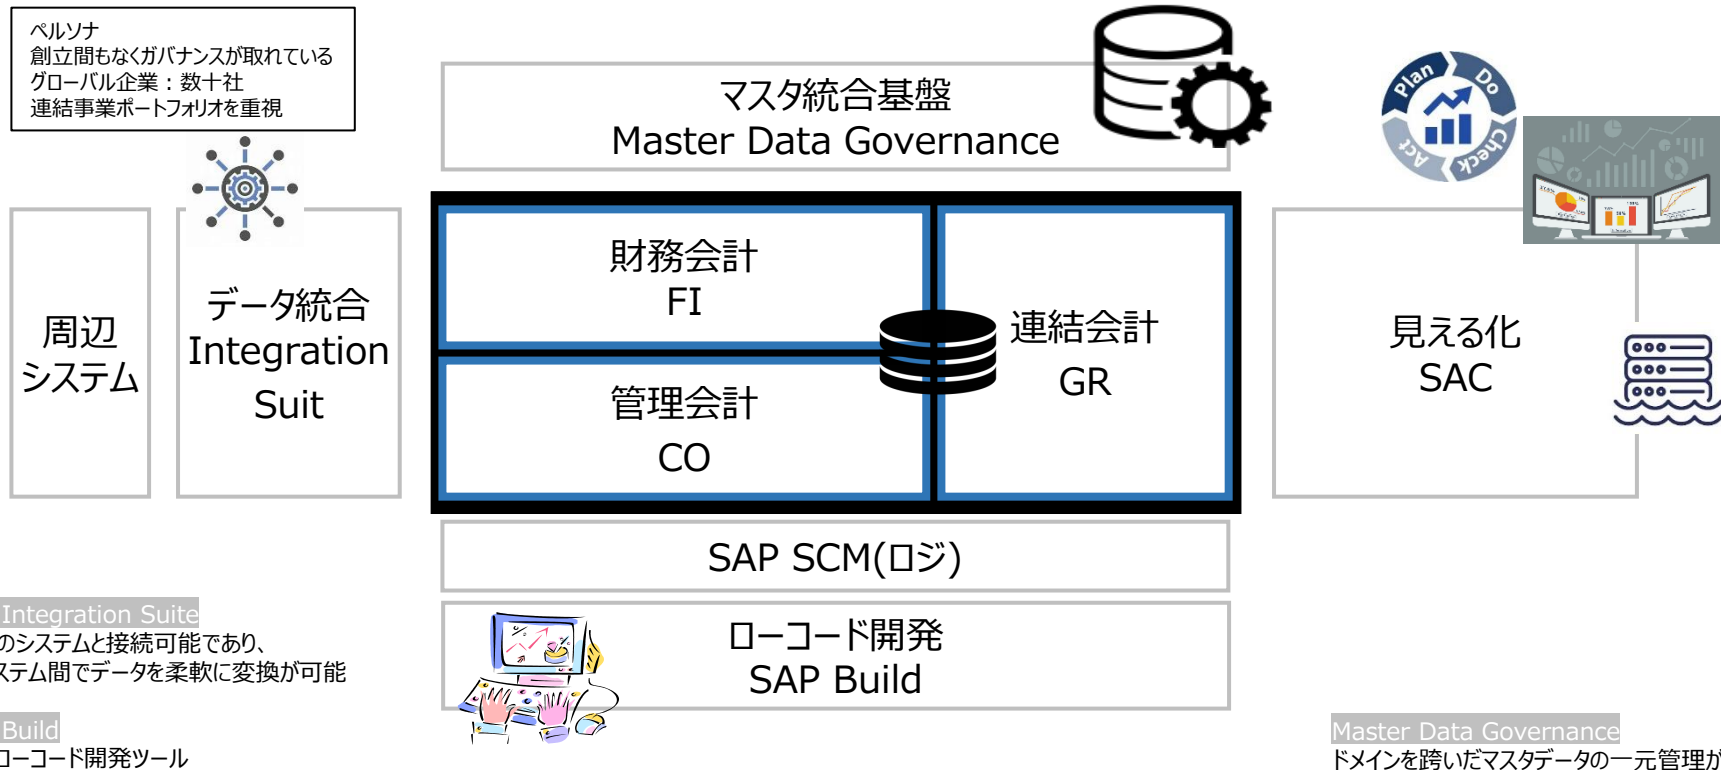 ペルソナ
創立間もなくガバナンスが取れている
グローバル企業：数十社
連結事業ポートフォリオを重視
マスタ統合基盤
Master Data Governance
Plan
Do
Check
Act
周辺
システム
データ統合
Integration
Suit
財務会計
FI
管理会計
CO
連結会計
GR
見える化
SAC
SAP SCM(ロジ)
ローコード開発
SAP Build
Integration Suite
のシステムと接続可能であり、
ステム間でデータを柔軟に変換が可能
Build
ローコード開発ツール
Master Data Governance
ドメインを跨いだマスタデータの一元管理が